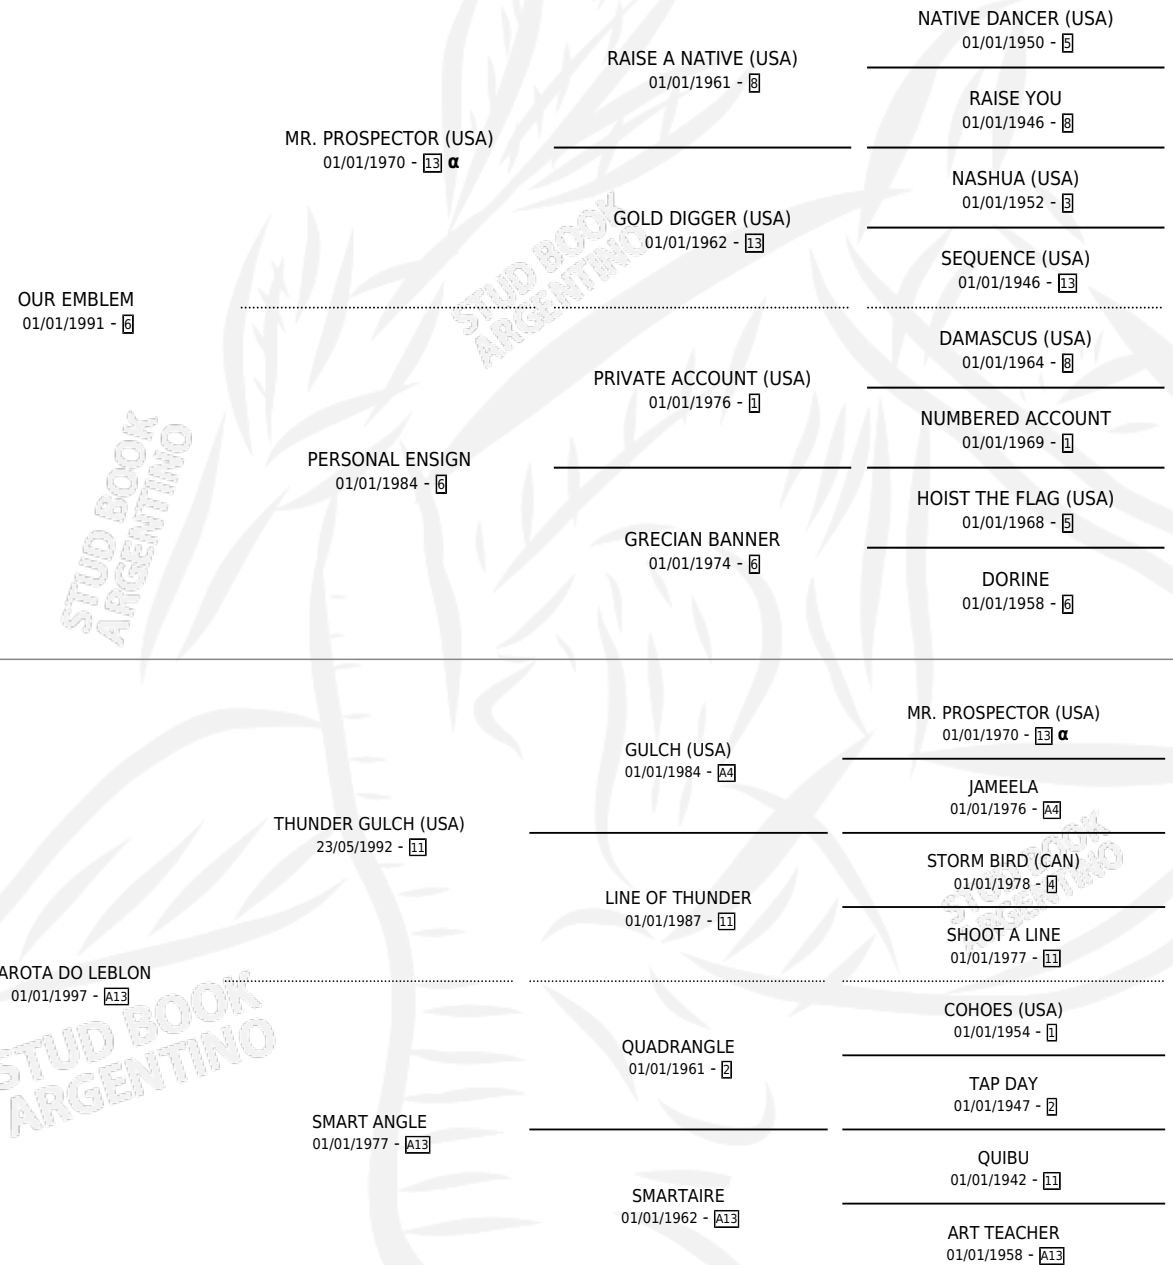 NATIVE DANCER (USA)
01/01/1950 - 5
RAISE A NATIVE (USA)
01/01/1961 - 8
RAISE YOU
01/01/1946 - 8
MR. PROSPECTOR (USA)
01/01/1970 - 13 α
NASHUA (USA)
01/01/1952 - 3
GOLD DIGGER (USA)
01/01/1962 - 13
SEQUENCE (USA)
01/01/1946 - 13
OUR EMBLEM
01/01/1991 - 6
DAMASCUS (USA)
01/01/1964 - 8
PRIVATE ACCOUNT (USA)
01/01/1976 - 1
NUMBERED ACCOUNT
01/01/1969 - 1
PERSONAL ENSIGN
01/01/1984 - 6
HOIST THE FLAG (USA)
01/01/1968 - 5
GRECIAN BANNER
01/01/1974 - 6
DORINE
01/01/1958 - 6
MR. PROSPECTOR (USA)
01/01/1970 - 13 α
GULCH (USA)
01/01/1984 - A4
JAMEELA
01/01/1976 - A4
THUNDER GULCH (USA)
23/05/1992 - 11
STORM BIRD (CAN)
01/01/1978 - 4
LINE OF THUNDER
01/01/1987 - 11
SHOOT A LINE
01/01/1977 - 11
AROTA DO LEBLON
01/01/1997 - A13
COHOES (USA)
01/01/1954 - 1
QUADRANGLE
01/01/1961 - 2
TAP DAY
01/01/1947 - 2
SMART ANGLE
01/01/1977 - A13
QUIBU
01/01/1942 - 11
SMARTAIRE
01/01/1962 - A13
ART TEACHER
01/01/1958 - A13
STUD BOOK
ARGENTINO
STUD BOOK
ARGENTINO
STUD BOOK
ARGENTINO
STUD BOOK
ARGENTINO